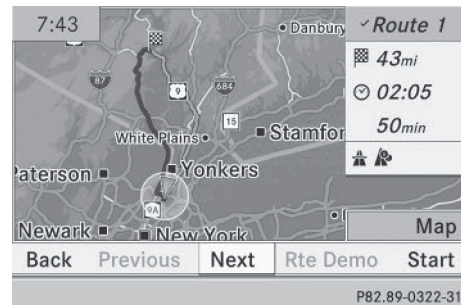 7:43
Danbury
✓ Route 1
43mi
02:05
50min
87
9
684
15
White Plains
Stamfor
Paterson
Yonkers
9A
Newark
New York
Map
Back Previous Next Rte Demo Start
P82.89-0322-31